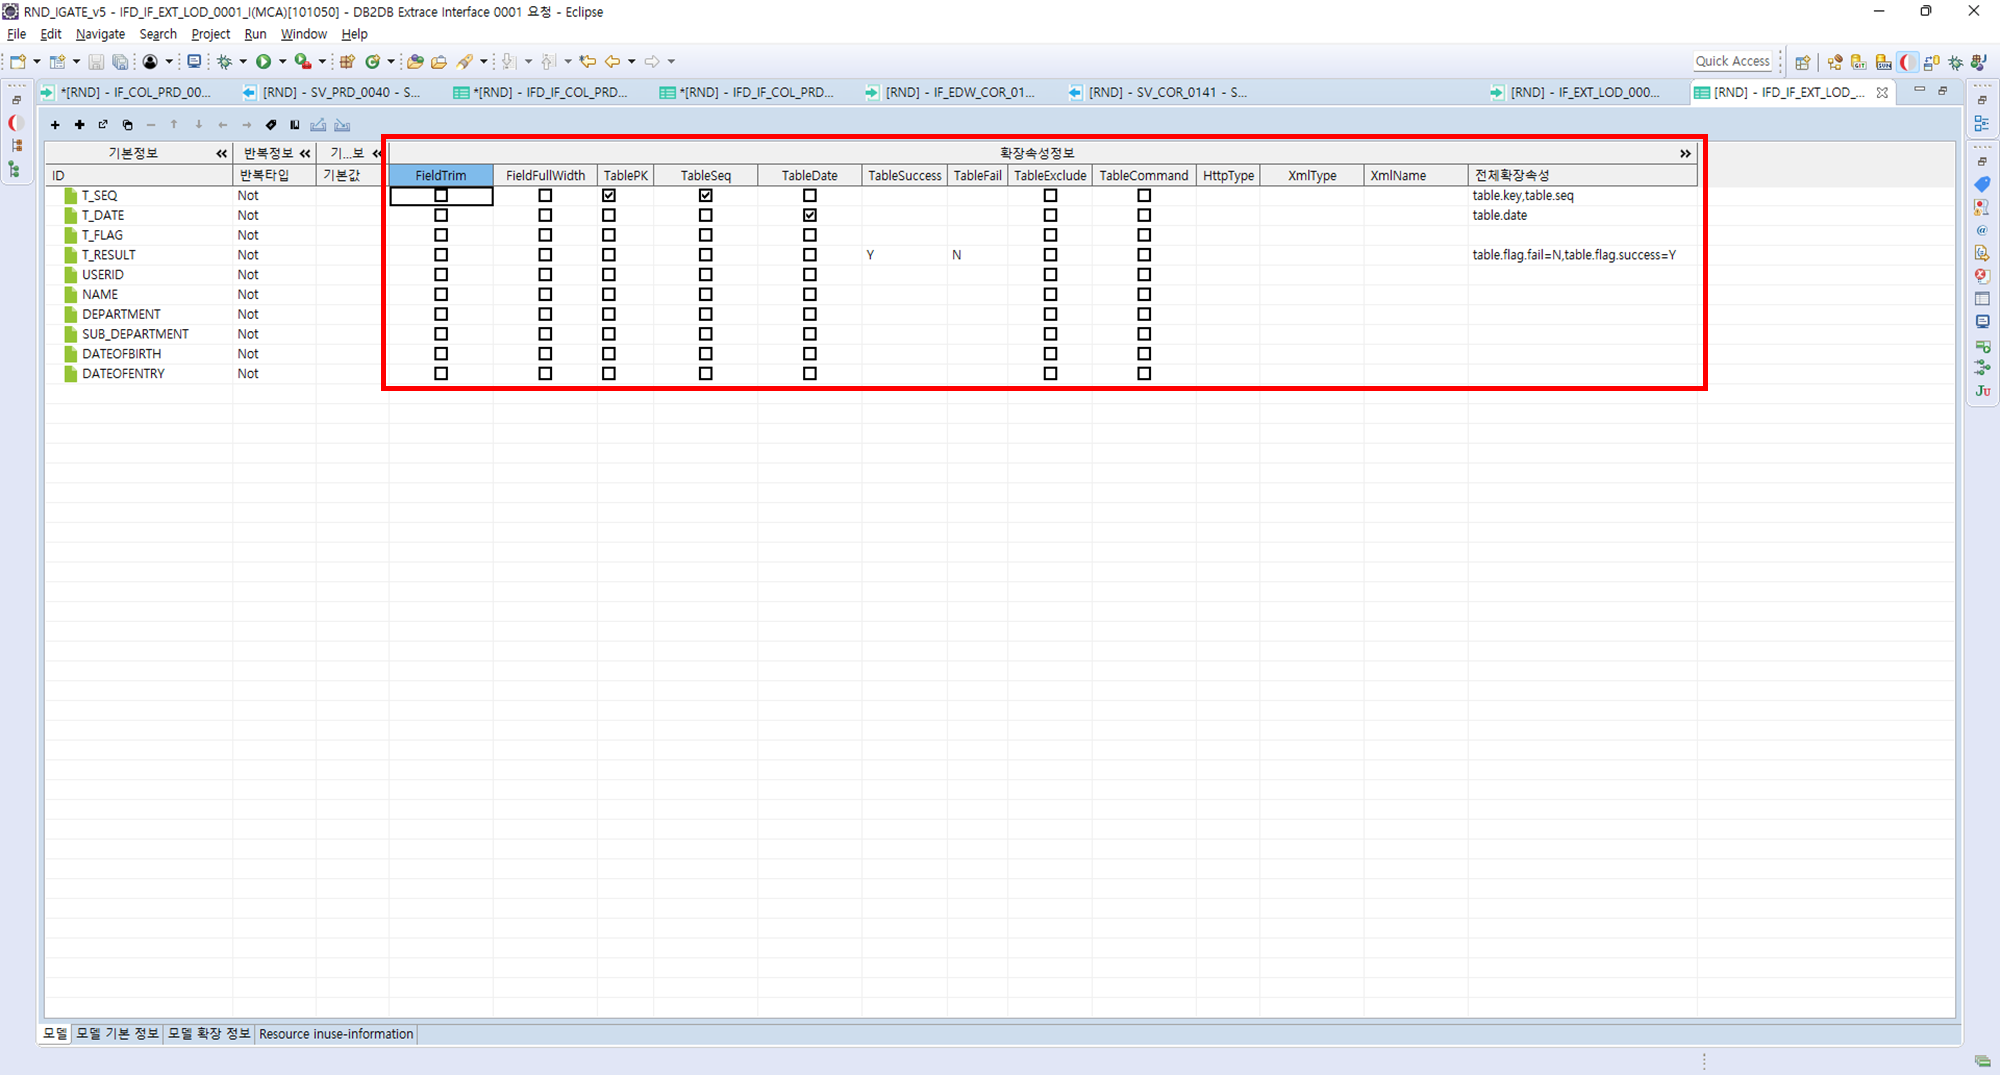 RND_IGATE_v5 - IFD_IF_EXT_LOD_0001_I(MCA)[101050] - DB2DB Extrace Interface 0001 요청 - Eclipse
File Edit Navigate Search Project Run Window Help
Quick Access
*[RND] - IF_COL_PRD_00... [RND] - SV_PRD_0040 - S... *[RND] - IFD_IF_COL_PRD... *[RND] - IFD_IF_COL_PRD... [RND] - IF_EDW_COR_01... [RND] - SV_COR_0141 - S... [RND] - IF_EXT_LOD_000... [RND] - IFD_IF_EXT_LOD_...
기본정보 반복정보 기...보 확장속성정보
ID 반복타입 기본값 FieldTrim FieldFullWidth TablePK TableSeq TableDate TableSuccess TableFail TableExclude TableCommand HttpType XmlType XmlName 전체확장속성
T_SEQ Not table.key,table.seq
T_DATE Not table.date
T_FLAG Not
T_RESULT Not Y N table.flag.fail=N,table.flag.success=Y
USERID Not
NAME Not
DEPARTMENT Not
SUB_DEPARTMENT Not
DATEOFBIRTH Not
DATEOFENTRY Not
모델 모델 기본 정보 모델 확장 정보 Resource inuse-information